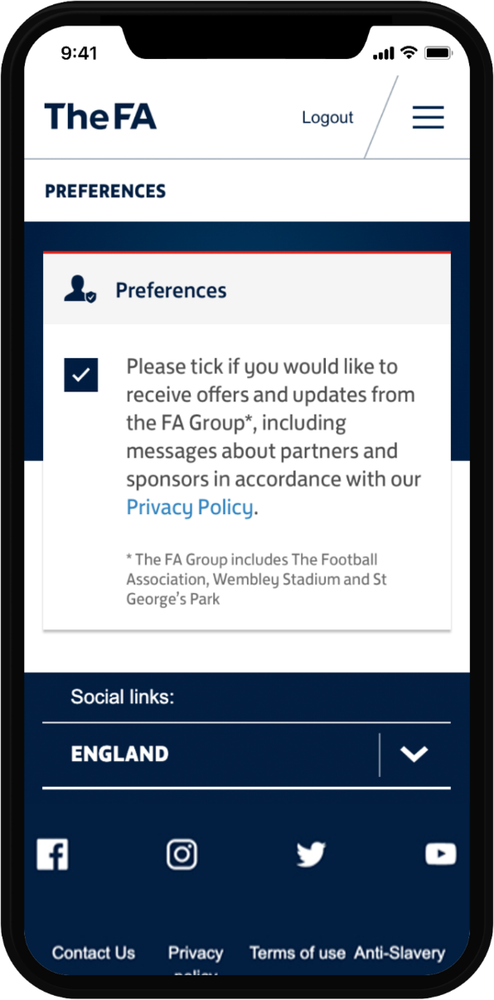 9:41
TheFA
Logout
PREFERENCES
Preferences
Please tick if you would like to
receive offers and updates from
the FA Group*, including
messages about partners and
sponsors in accordance with our
Privacy Policy.
* The FA Group includes The Football
Association, Wembley Stadium and St
George's Park
Social links:
ENGLAND
Contact Us Privacy Terms of use Anti-Slavery
policy